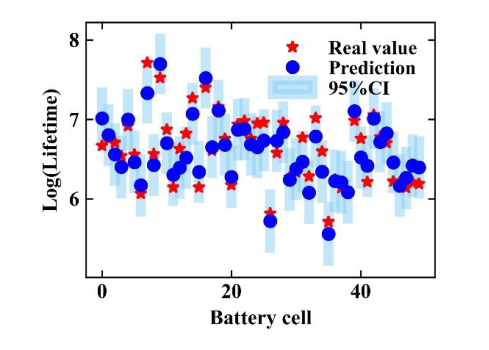 Real value
Prediction
95%CI
Log(Lifetime)
8
7
6
0
20
40
Battery cell